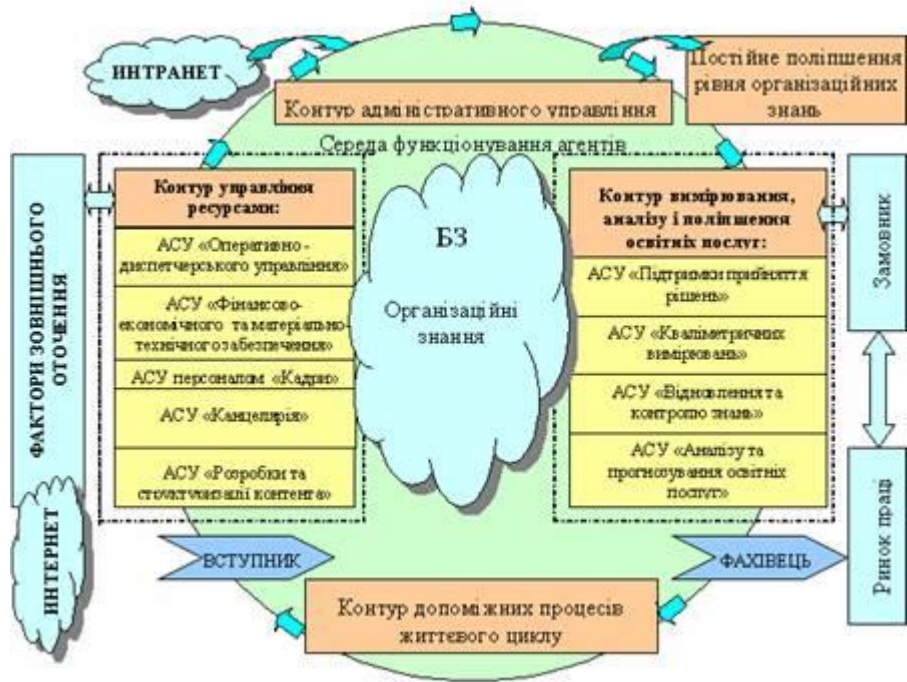 ИНТРАНЕТ
Постійне поліпшення
рівня організаційних
знань
Контур адміністративного управління
Середа функціонування агентів
ФАКТОРИ ЗОВНІШНЬОГО
ОТОЧЕННЯ
Контур управління
ресурсами:
АСУ «Оперативно-
диспетчерського управління»
АСУ «Фінансово-
економічного та матеріально-
технічного забезпечення»
АСУ персоналом «Кадри»
АСУ «Канцелярія»
АСУ «Розробки та
структуризації контента»
БЗ
Організаційні
знання
Контур вимірювання,
аналізу і поліпшення
освітніх послуг:
АСУ «Підтримки прийняття
рішень»
АСУ «Кваліметричних
вимірювань»
АСУ «Відновлення та
контролю знань»
АСУ «Аналізу та
прогнозування освітніх
послуг»
Замовник
Ринок праці
ИНТЕРНЕТ
ВСТУПНИК
ФАХІВЕЦЬ
Контур допоміжних процесів
життєвого циклу